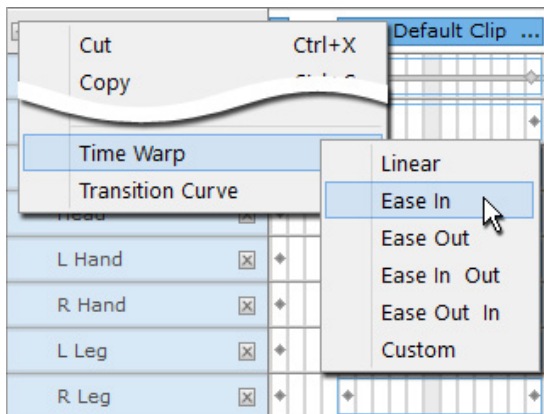 Default Clip ...
Cut Ctrl+X
Copy
Time Warp
Transition Curve
Linear
Ease In
Ease Out
Ease In Out
Ease Out In
Custom
Head
L Hand
R Hand
L Leg
R Leg